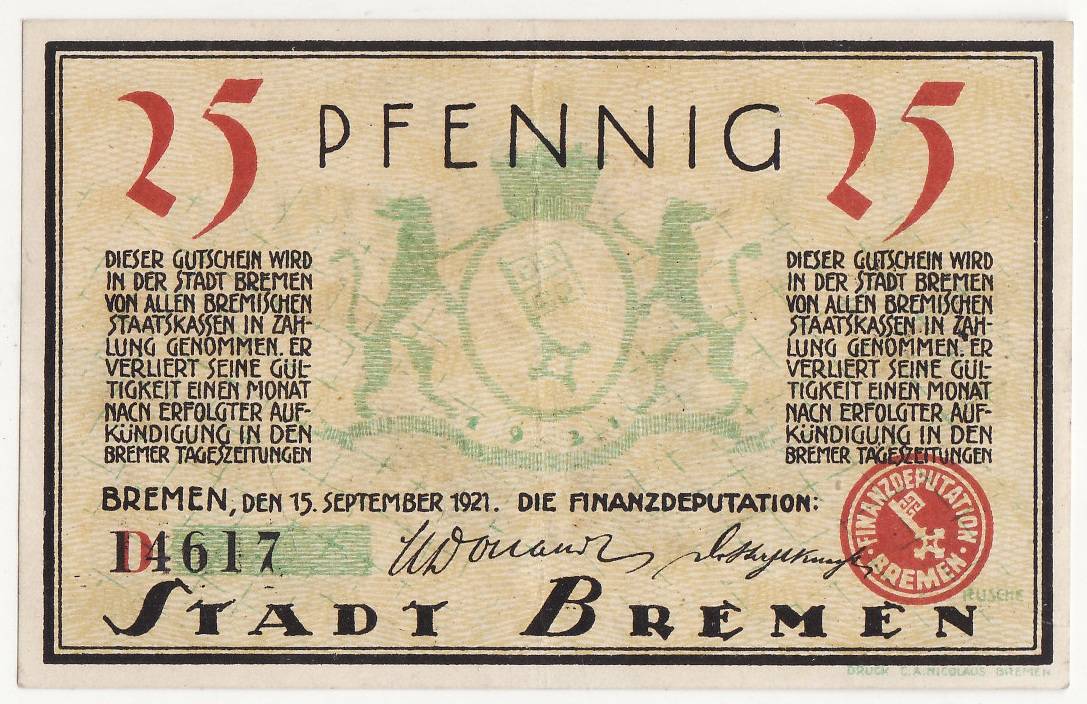 25 PFENNIG 25
DIESER GUTSCHEIN WIRD
IN DER STADT BREMEN
VON ALLEN BREMISCHEN
STAATSKASSEN IN ZAH-
LUNG GENOMMEN. ER
VERLIERT SEINE GÜL-
TIGKEIT EINEN MONAT
NACH ERFOLGTER AUF-
KÜNDIGUNG IN DEN
BREMER TAGESZEITUNGEN
DIESER GUTSCHEIN WIRD
IN DER STADT BREMEN
VON ALLEN BREMISCHEN
STAATSKASSEN IN ZAH-
LUNG GENOMMEN. ER
VERLIERT SEINE GÜL-
TIGKEIT EINEN MONAT
NACH ERFOLGTER AUF-
KÜNDIGUNG IN DEN
BREMER TAGESZEITUNGEN
1921
BREMEN, DEN 15. SEPTEMBER 1921. DIE FINANZDEPUTATION:
D
14617
FINANZDEPUTATION
BREMEN
STADT BREMEN
DRUCK C.A.NICOLAUS BREMEN